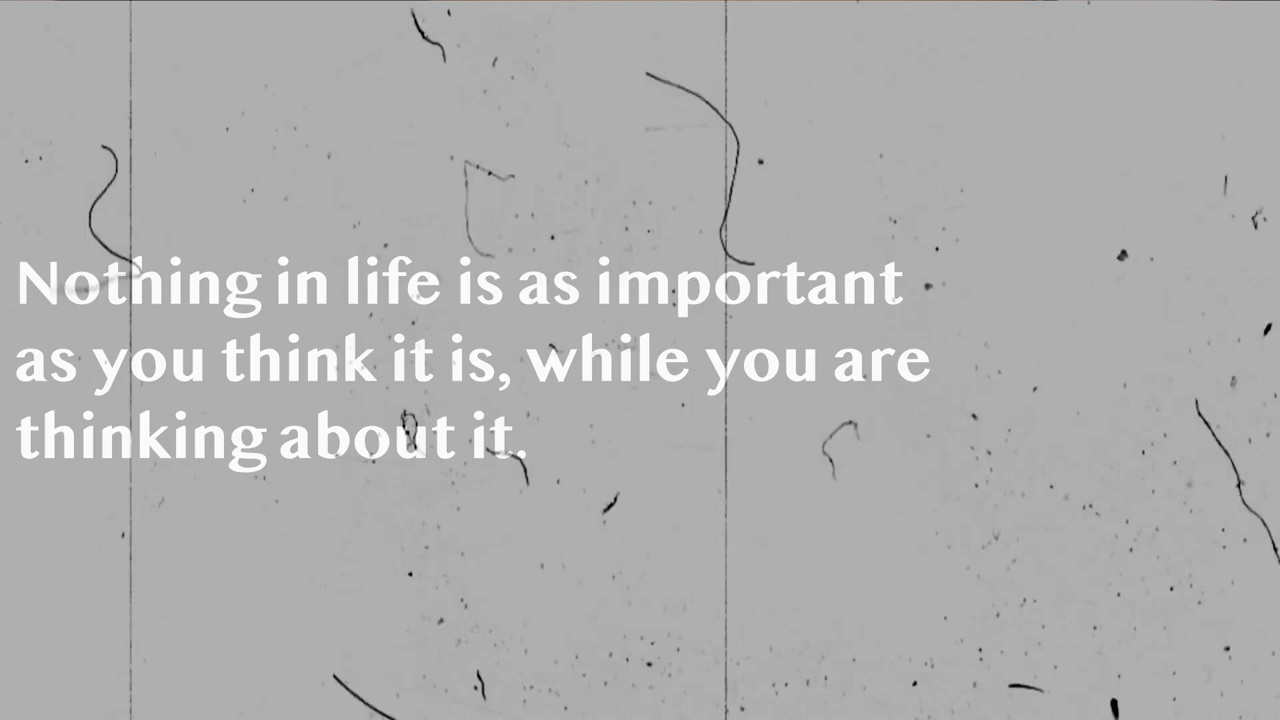 Nothing in life is as important
as you think it is, while you are
thinking about it.